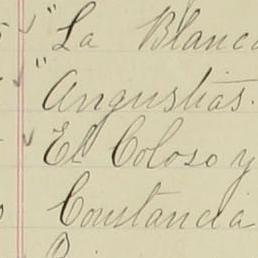 "La Blanca
"Angustias.
El Coloso y
Constancia